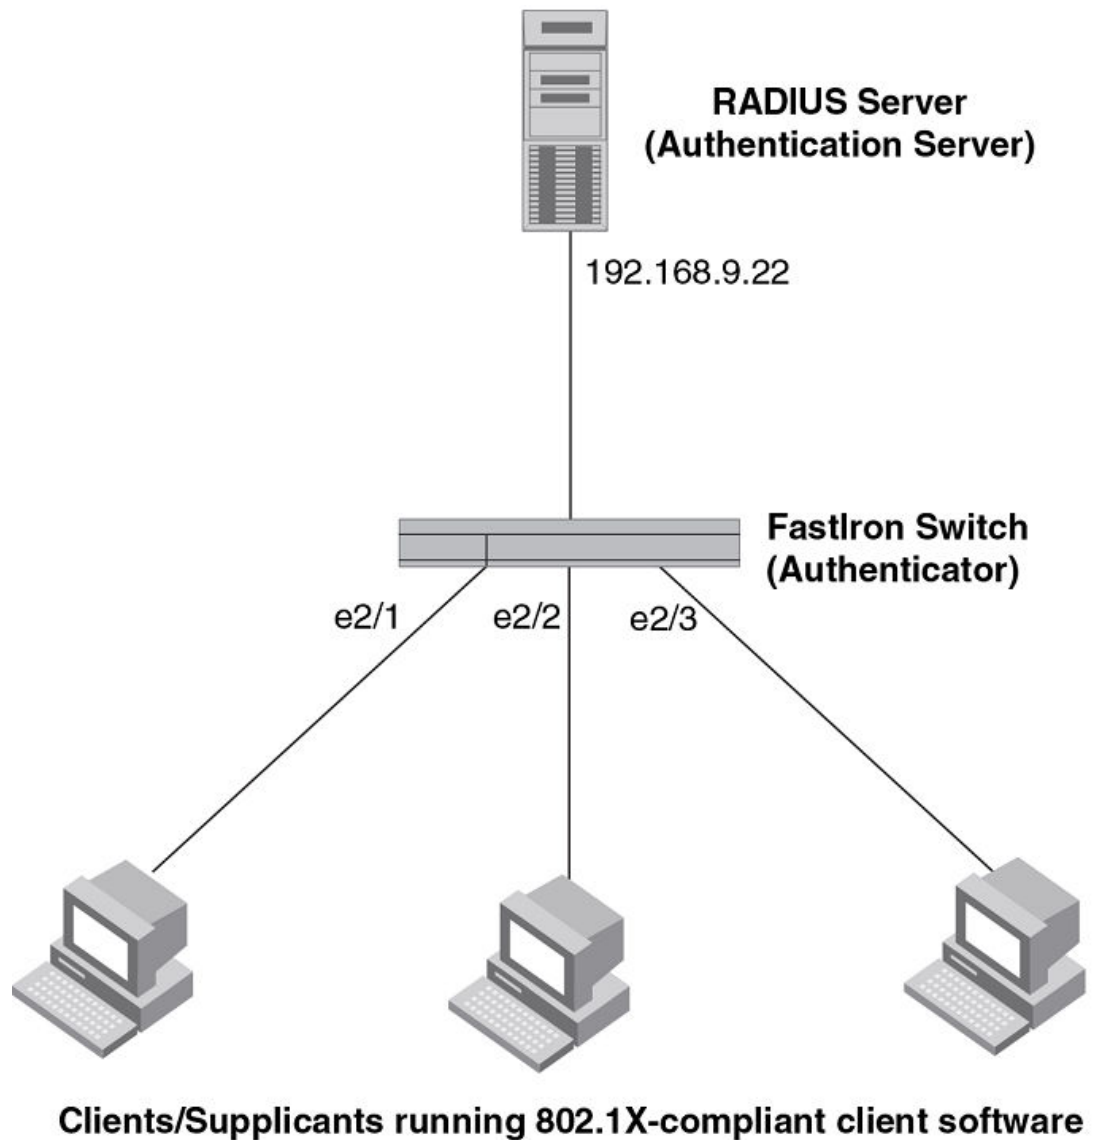 RADIUS Server
(Authentication Server)
192.168.9.22
FastIron Switch
(Authenticator)
e2/1
e2/2
e2/3
Clients/Supplicants running 802.1X-compliant client software